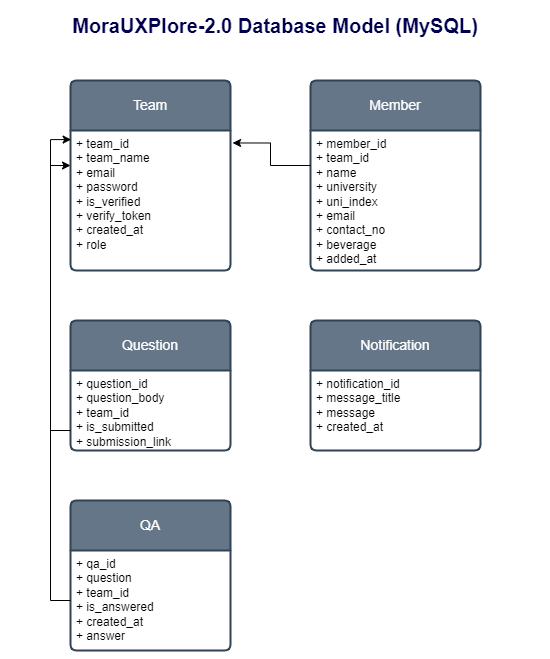 MoraUXPlore-2.0 Database Model (MySQL)
Team
+ team_id
+ team_name
+ email
+ password
+ is_verified
+ verify_token
+ created_at
+ role
Member
+ member_id
+ team_id
+ name
+ university
+ uni_index
+ email
+ contact_no
+ beverage
+ added_at
Question
+ question_id
+ question_body
+ team_id
+ is_submitted
+ submission_link
Notification
+ notification_id
+ message_title
+ message
+ created_at
QA
+ qa_id
+ question
+ team_id
+ is_answered
+ created_at
+ answer